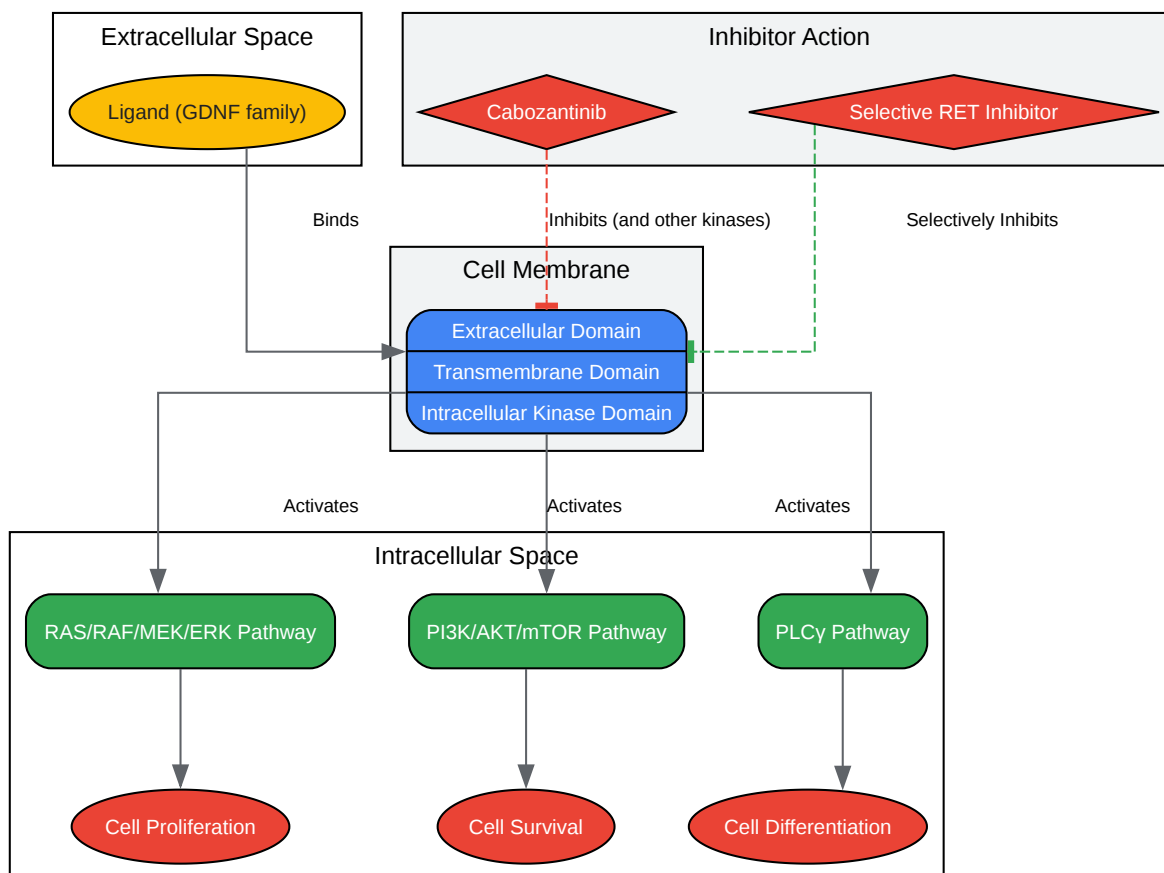 Extracellular Space
Inhibitor Action
Ligand (GDNF family)
Cabozantinib
Selective RET Inhibitor
Binds
Inhibits (and other kinases)
Selectively Inhibits
Cell Membrane
Extracellular Domain
Transmembrane Domain
Intracellular Kinase Domain
Activates
Activates
Activates
Intracellular Space
RAS/RAF/MEK/ERK Pathway
PI3K/AKT/mTOR Pathway
PLCγ Pathway
Cell Proliferation
Cell Survival
Cell Differentiation